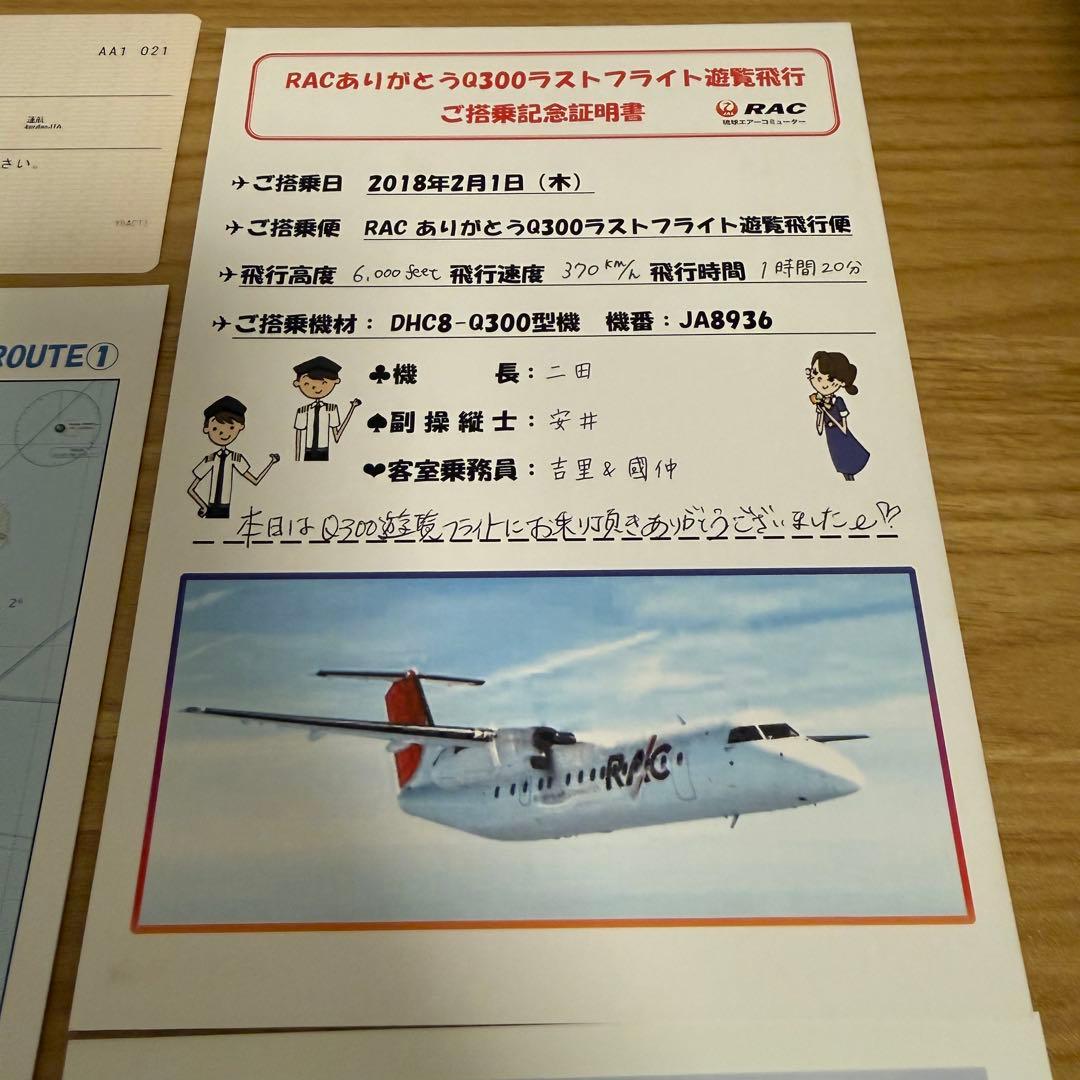 AA1 021
運航
さい。
ROUTE①
2⁶
RACありがとうQ300ラストフライト遊覧飛行
ご搭乗記念証明書
JAL RAC
琉球エアーコミューター
✈ご搭乗日 2018年2月1日（木）
✈ご搭乗便 RAC ありがとうQ300ラストフライト遊覧飛行便
✈飛行高度 6,000 feet 飛行速度 370 km/h 飛行時間 1時間20分
✈ご搭乗機材： DHC8-Q300型機 機番：JA8936
♣機 長：二田
♠副操縦士：安井
♥客室乗務員：吉里 & 國仲
本日はQ300遊覧フライトにお乗り頂きありがとうございました♡
RAC